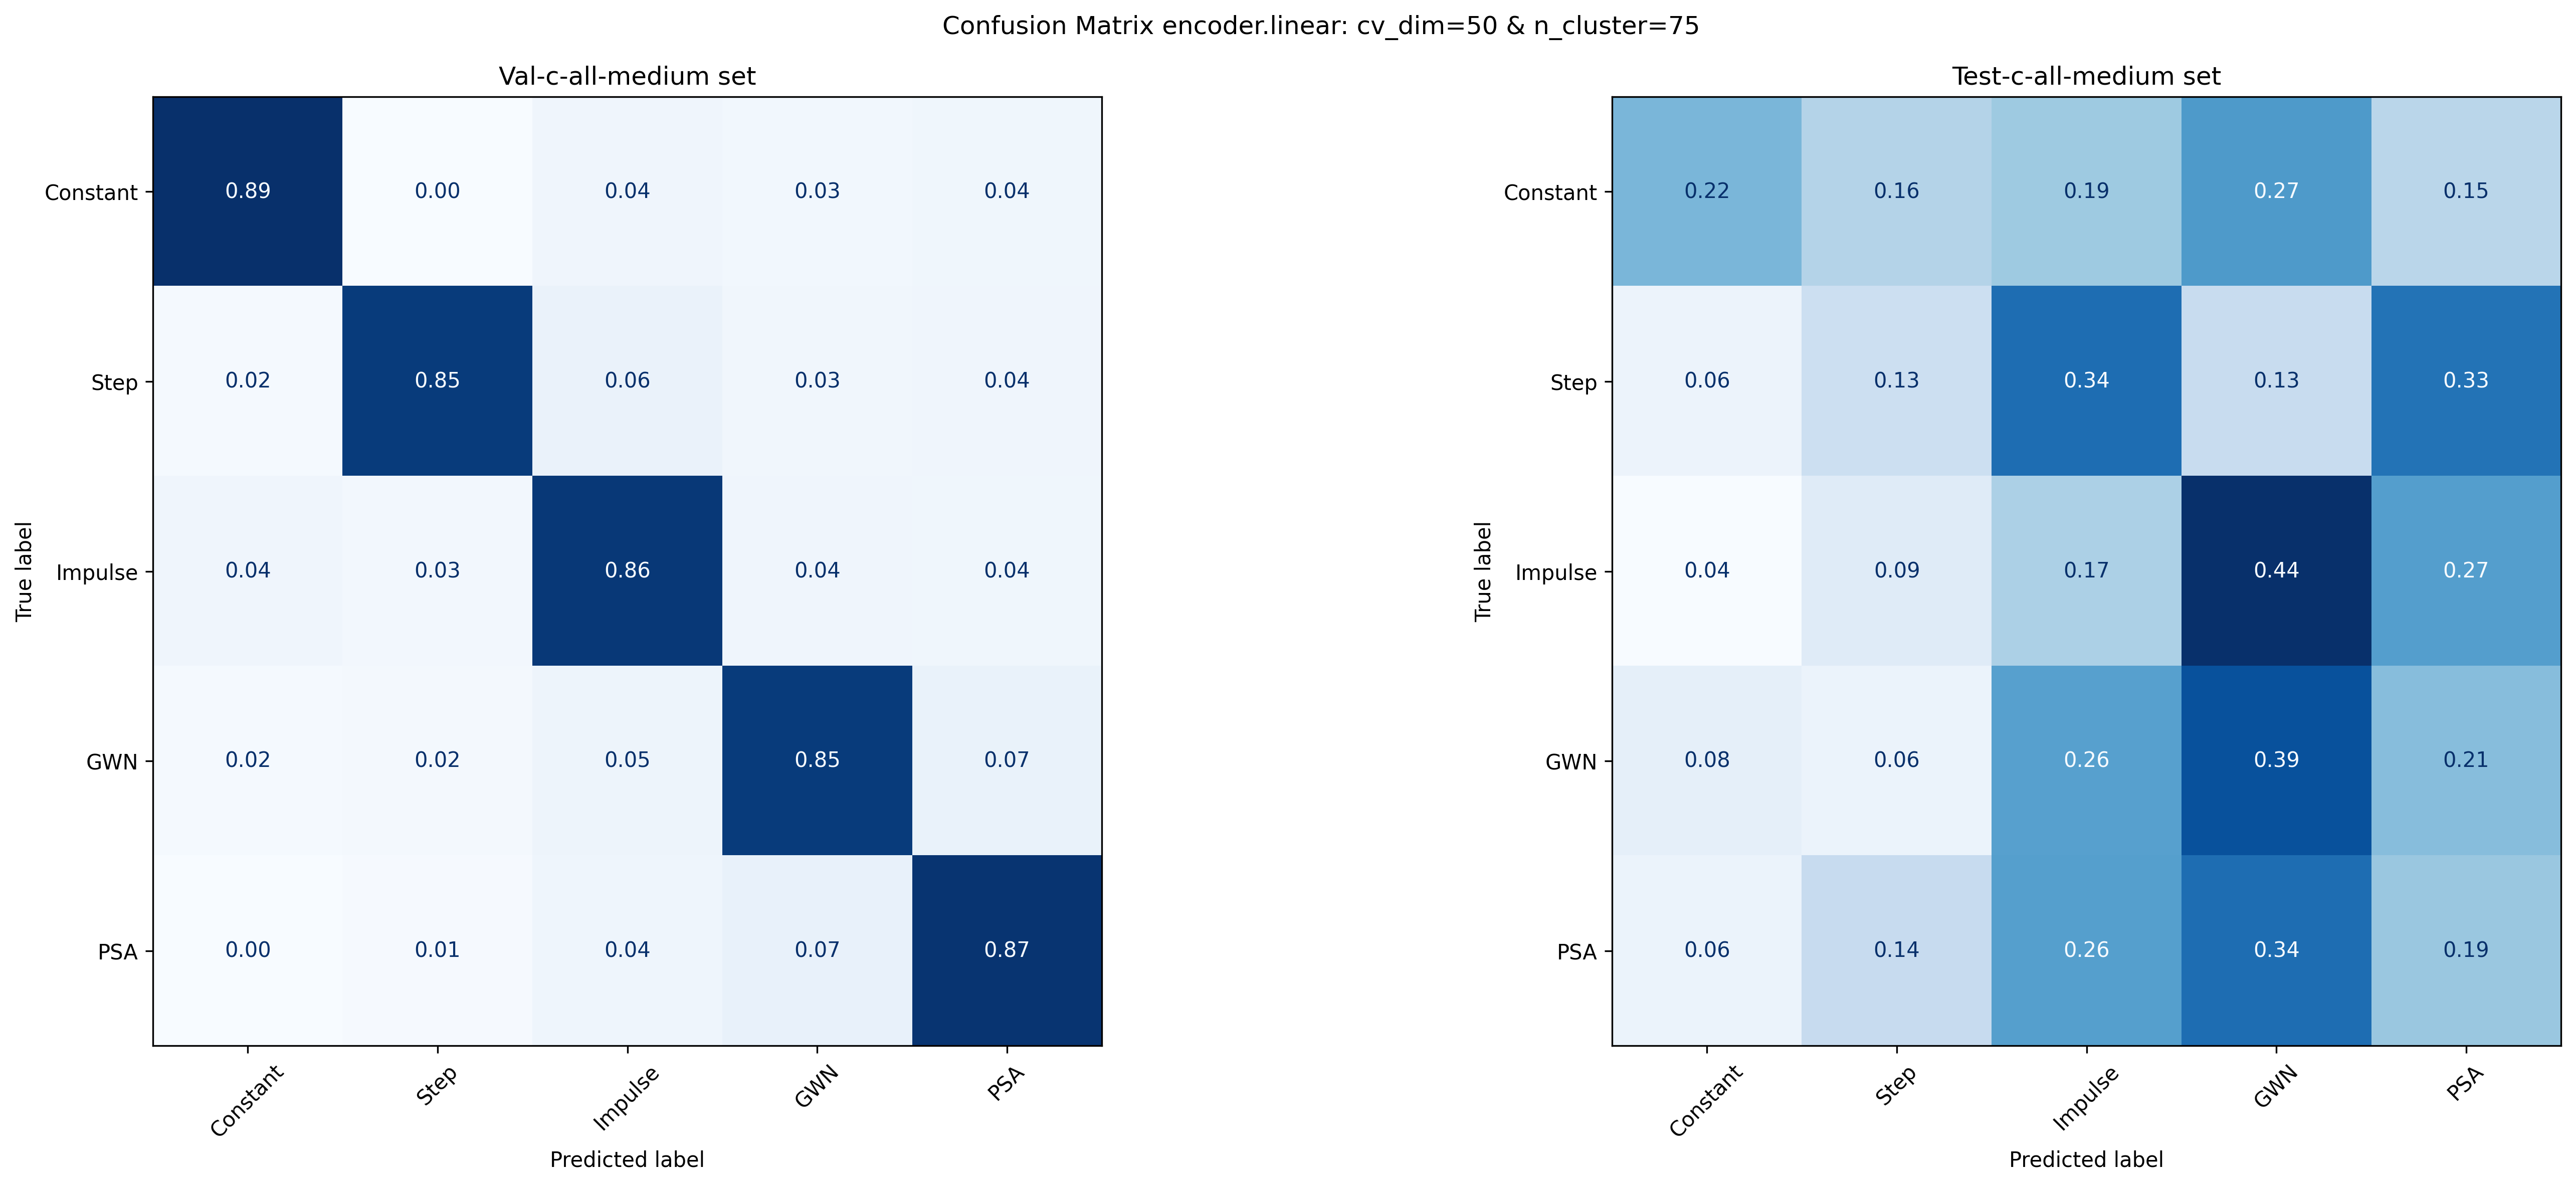 Confusion Matrix encoder.linear: cv_dim=50 & n_cluster=75
Val-c-all-medium set
True label
Constant 0.89 0.00 0.04 0.03 0.04
Step 0.02 0.85 0.06 0.03 0.04
Impulse 0.04 0.03 0.86 0.04 0.04
GWN 0.02 0.02 0.05 0.85 0.07
PSA 0.00 0.01 0.04 0.07 0.87
Constant Step Impulse GWN PSA
Predicted label
Test-c-all-medium set
True label
Constant 0.22 0.16 0.19 0.27 0.15
Step 0.06 0.13 0.34 0.13 0.33
Impulse 0.04 0.09 0.17 0.44 0.27
GWN 0.08 0.06 0.26 0.39 0.21
PSA 0.06 0.14 0.26 0.34 0.19
Constant Step Impulse GWN PSA
Predicted label